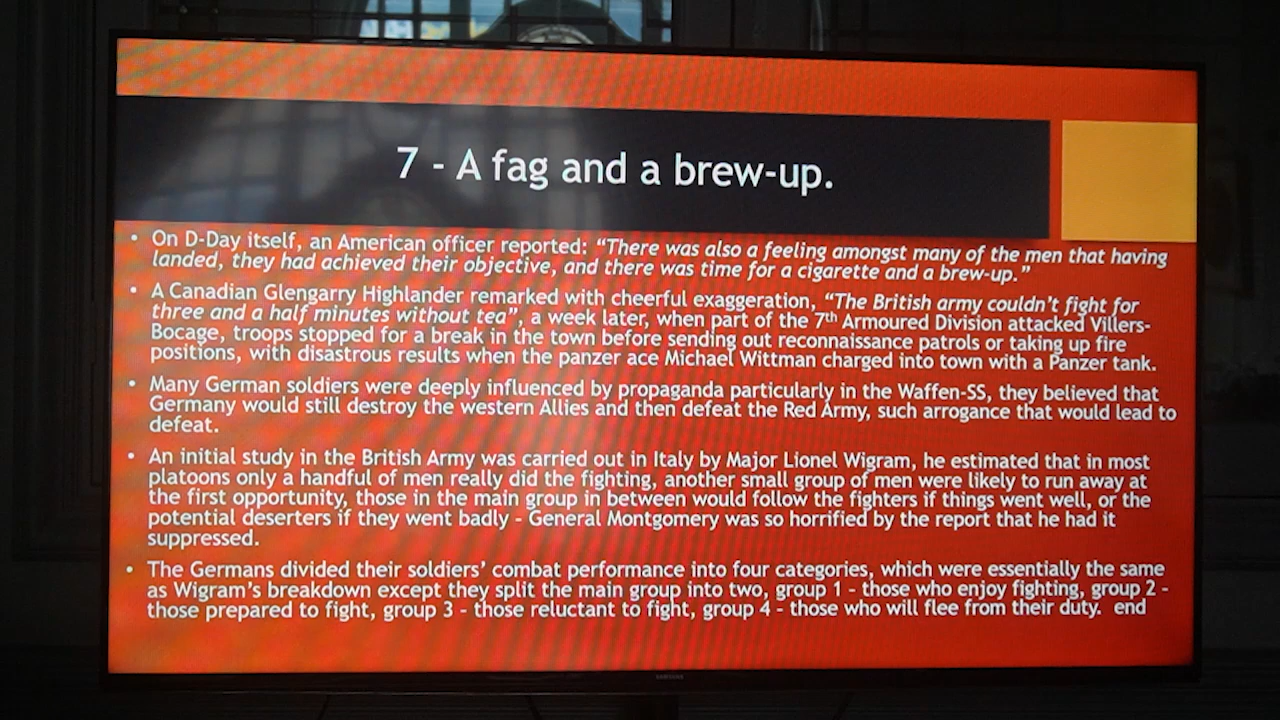 7 - A fag and a brew-up.
• On D-Day itself, an American officer reported: “There was also a feeling amongst many of the men that having
landed, they had achieved their objective, and there was time for a cigarette and a brew-up.”
• A Canadian Glengarry Highlander remarked with cheerful exaggeration, “The British army couldn’t fight for
three and a half minutes without tea”, a week later, when part of the 7th Armoured Division attacked Villers-
Bocage, troops stopped for a break in the town before sending out reconnaissance patrols or taking up fire
positions, with disastrous results when the panzer ace Michael Wittman charged into town with a Panzer tank.
• Many German soldiers were deeply influenced by propaganda particularly in the Waffen-SS, they believed that
Germany would still destroy the western Allies and then defeat the Red Army, such arrogance that would lead to
defeat.
• An initial study in the British Army was carried out in Italy by Major Lionel Wigram, he estimated that in most
platoons only a handful of men really did the fighting, another small group of men were likely to run away at
the first opportunity, those in the main group in between would follow the fighters if things went well, or the
potential deserters if they went badly - General Montgomery was so horrified by the report that he had it
suppressed.
• The Germans divided their soldiers’ combat performance into four categories, which were essentially the same
as Wigram’s breakdown except they split the main group into two, group 1 - those who enjoy fighting, group 2 -
those prepared to fight, group 3 - those reluctant to fight, group 4 - those who will flee from their duty. end
SAMSUNG